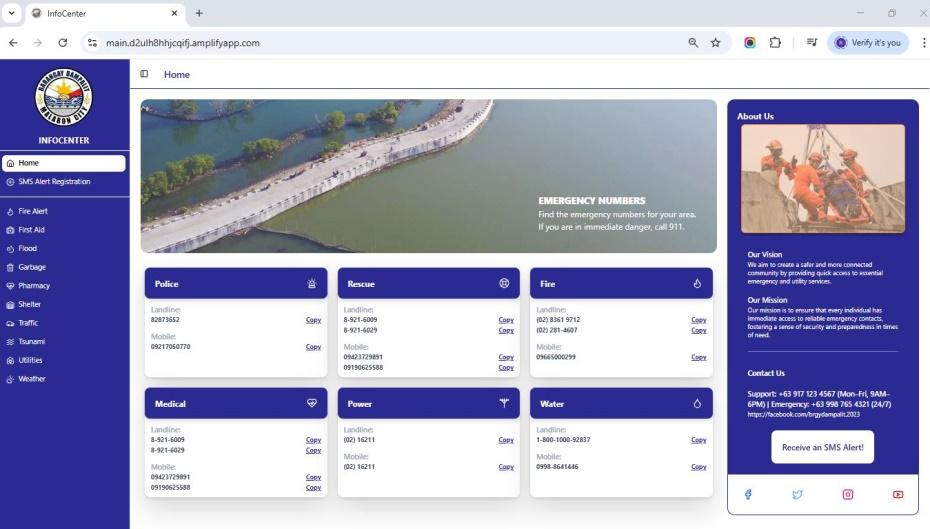 InfoCenter
main.d2ulh8hhjcqifj.amplifyapp.com
Verify it's you
BARANGAY DAMPALIT
MALABON CITY
INFOCENTER
Home
SMS Alert Registration
Fire Alert
First Aid
Flood
Garbage
Pharmacy
Shelter
Traffic
Tsunami
Utilities
Weather
Home
EMERGENCY NUMBERS
Find the emergency numbers for your area.
If you are in immediate danger, call 911.
Police
Landline:
82873652 Copy
Mobile:
09217050770 Copy
Rescue
Landline:
8-921-6009 Copy
8-921-6029 Copy
Mobile:
09423729891 Copy
09190625588 Copy
Fire
Landline:
(02) 8361 9712 Copy
(02) 281-4607 Copy
Mobile:
09665000299 Copy
Medical
Landline:
8-921-6009 Copy
8-921-6029 Copy
Mobile:
09423729891 Copy
09190625588 Copy
Power
Landline:
(02) 16211 Copy
Mobile:
(02) 16211 Copy
Water
Landline:
1-800-1000-92837 Copy
Mobile:
0998-8641446 Copy
About Us
Our Vision
We aim to create a safer and more connected
community by providing quick access to essential
emergency and utility services.
Our Mission
Our mission is to ensure that every individual has
immediate access to reliable emergency contacts,
fostering a sense of security and preparedness in times
of need.
Contact Us
Support: +63 917 123 4567 (Mon–Fri, 9AM–
6PM) | Emergency: +63 998 765 4321 (24/7)
https://facebook.com/brgydampalit.2023
Receive an SMS Alert!